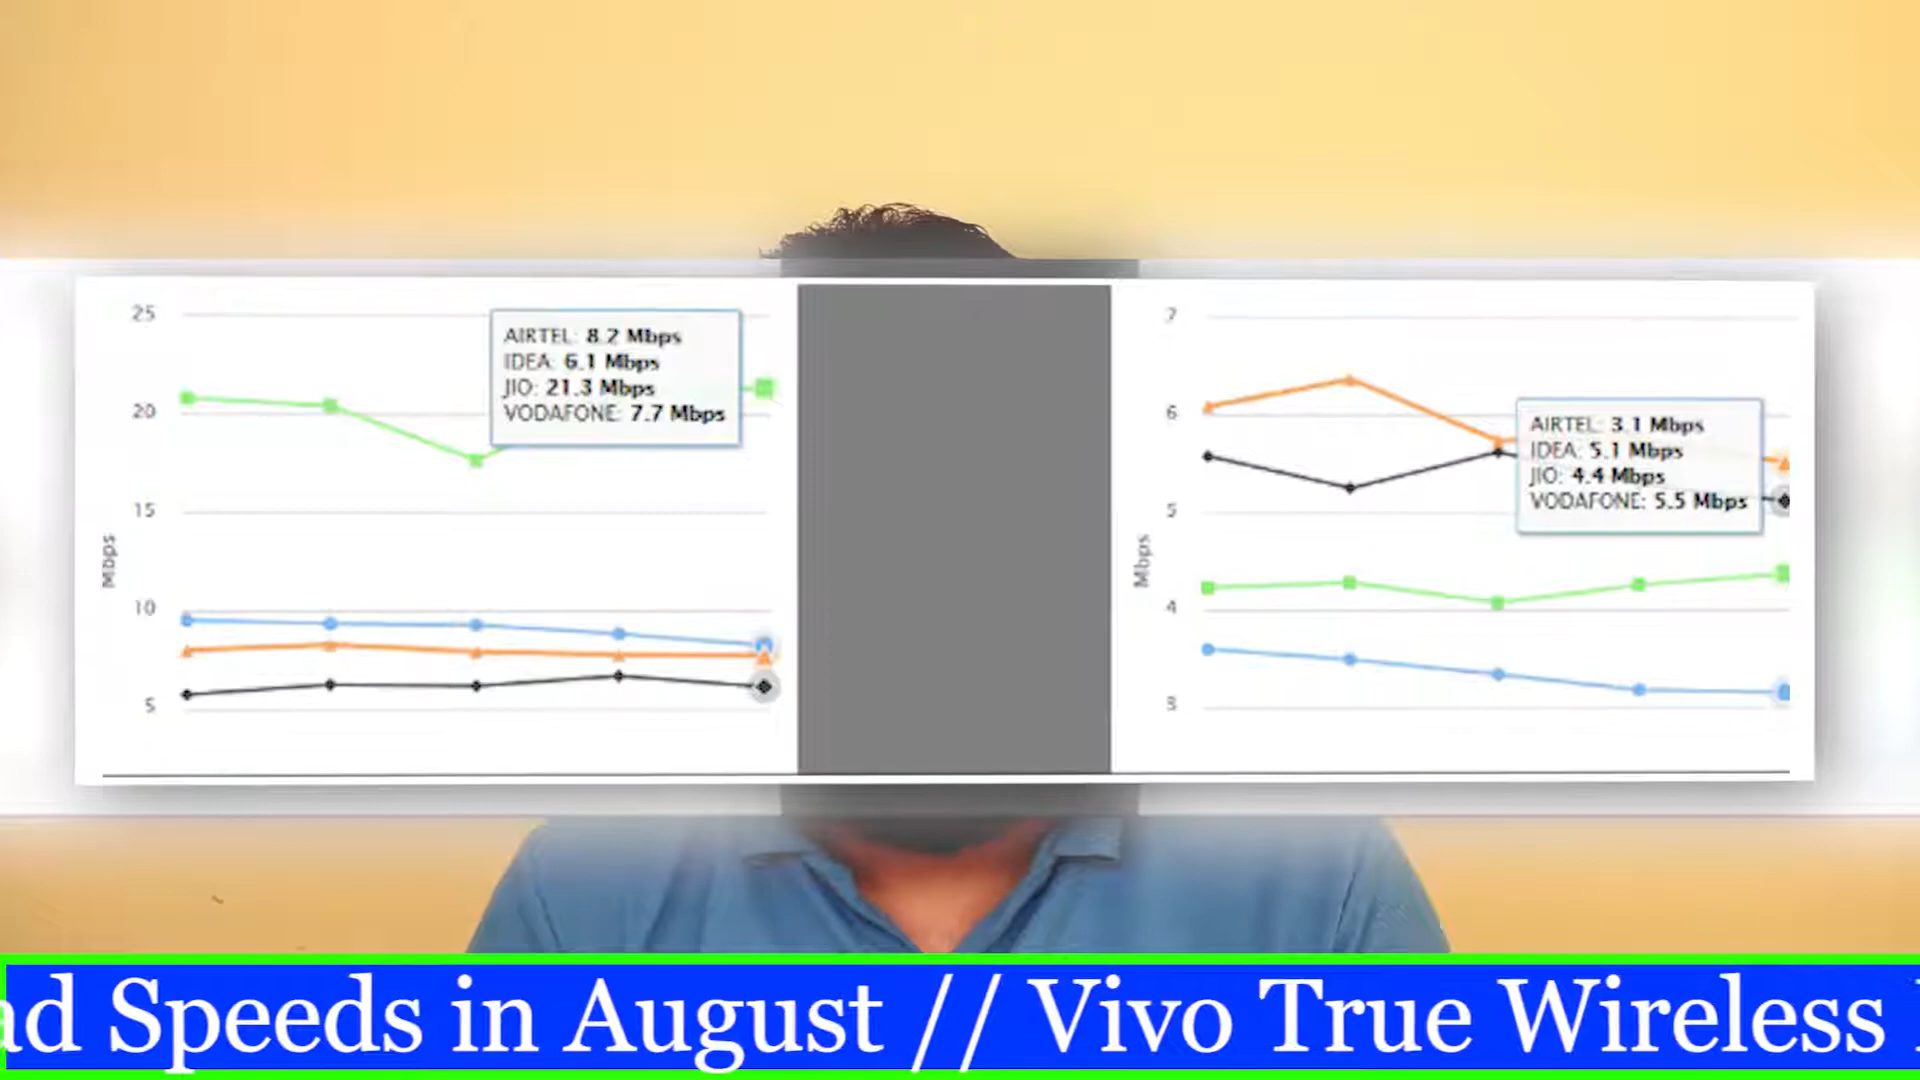 25
20
15
10
5
Mbps
AIRTEL: 8.2 Mbps
IDEA: 6.1 Mbps
JIO: 21.3 Mbps
VODAFONE: 7.7 Mbps
7
6
5
4
3
Mbps
AIRTEL: 3.1 Mbps
IDEA: 5.1 Mbps
JIO: 4.4 Mbps
VODAFONE: 5.5 Mbps
Speeds in August // Vivo True Wireless